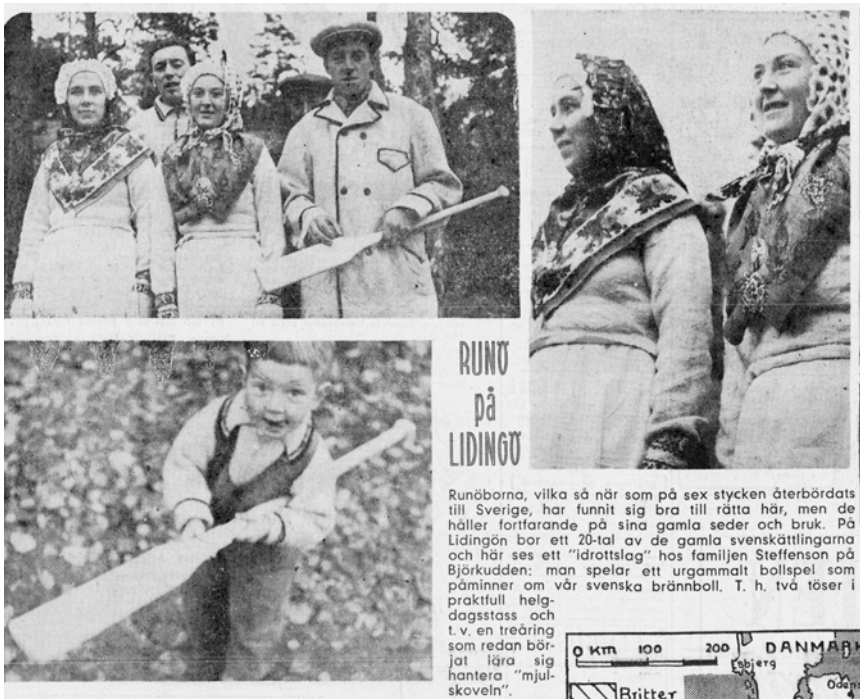 RUNÖ
på
LIDINGÖ
Runöborna, vilka så när som på sex stycken återbördats
till Sverige, har funnit sig bra till rätta här, men de
håller fortfarande på sina gamla seder och bruk. På
Lidingön bor ett 20-tal av de gamla svenskättlingarna
och här ses ett "idrottslag" hos familjen Steffenson på
Björkudden; man spelar ett urgammalt bollspel som
påminner om vår svenska brännboll. T. h. två töser i
praktfull helg-
dagsstass och
t. v. en treåring
som redan bör-
jat lära sig
hantera "mjul-
skoveln".
0 KM 100 200
DANMARK
Esbjerg
Odens
Britter